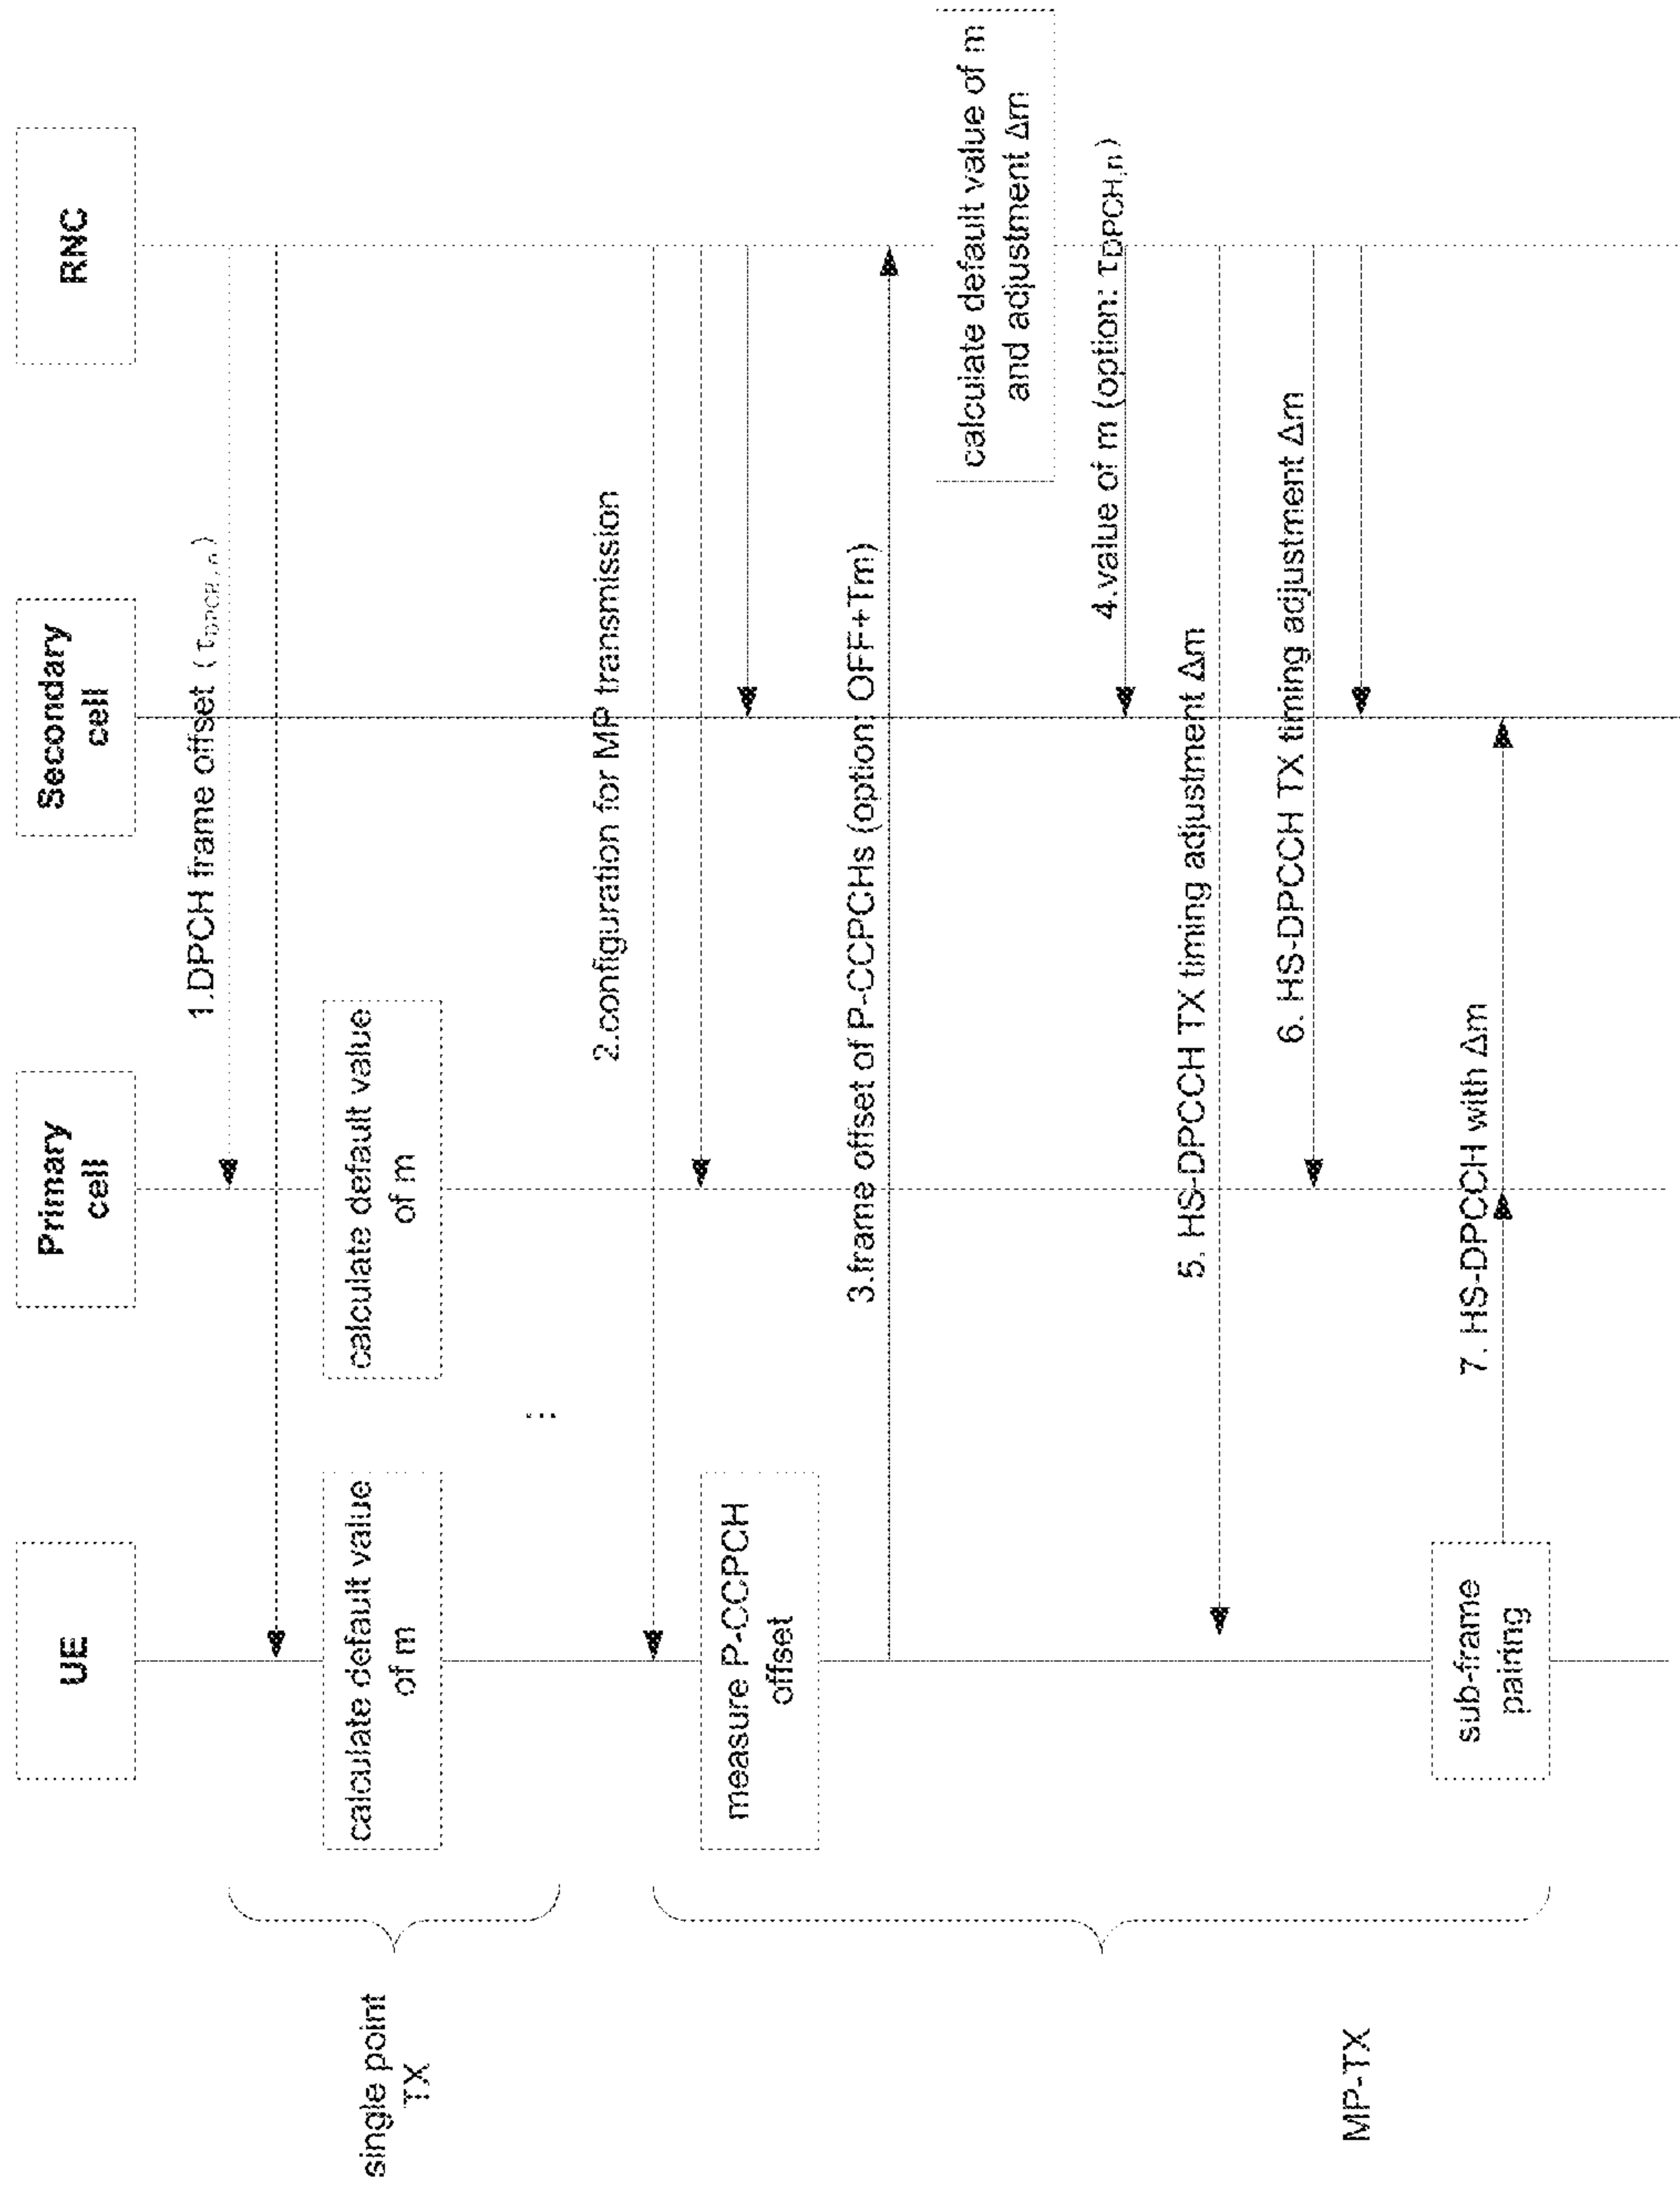 UE
Primary
cell
Secondary
cell
RNC
single point
TX
1.DPCH frame offset (τDPCH,n)
calculate default value
of m
calculate default value
of m
...
MP-TX
2.configuration for MP transmission
measure P-CCPCH
offset
3.frame offset of P-CCPCHs (option: OFF+Tm)
calculate default value of m
and adjustment Δm
4.value of m (option: τDPCH,n)
5. HS-DPCCH TX timing adjustment Δm
6. HS-DPCCH TX timing adjustment Δm
sub-frame
pairing
7. HS-DPCCH with Δm